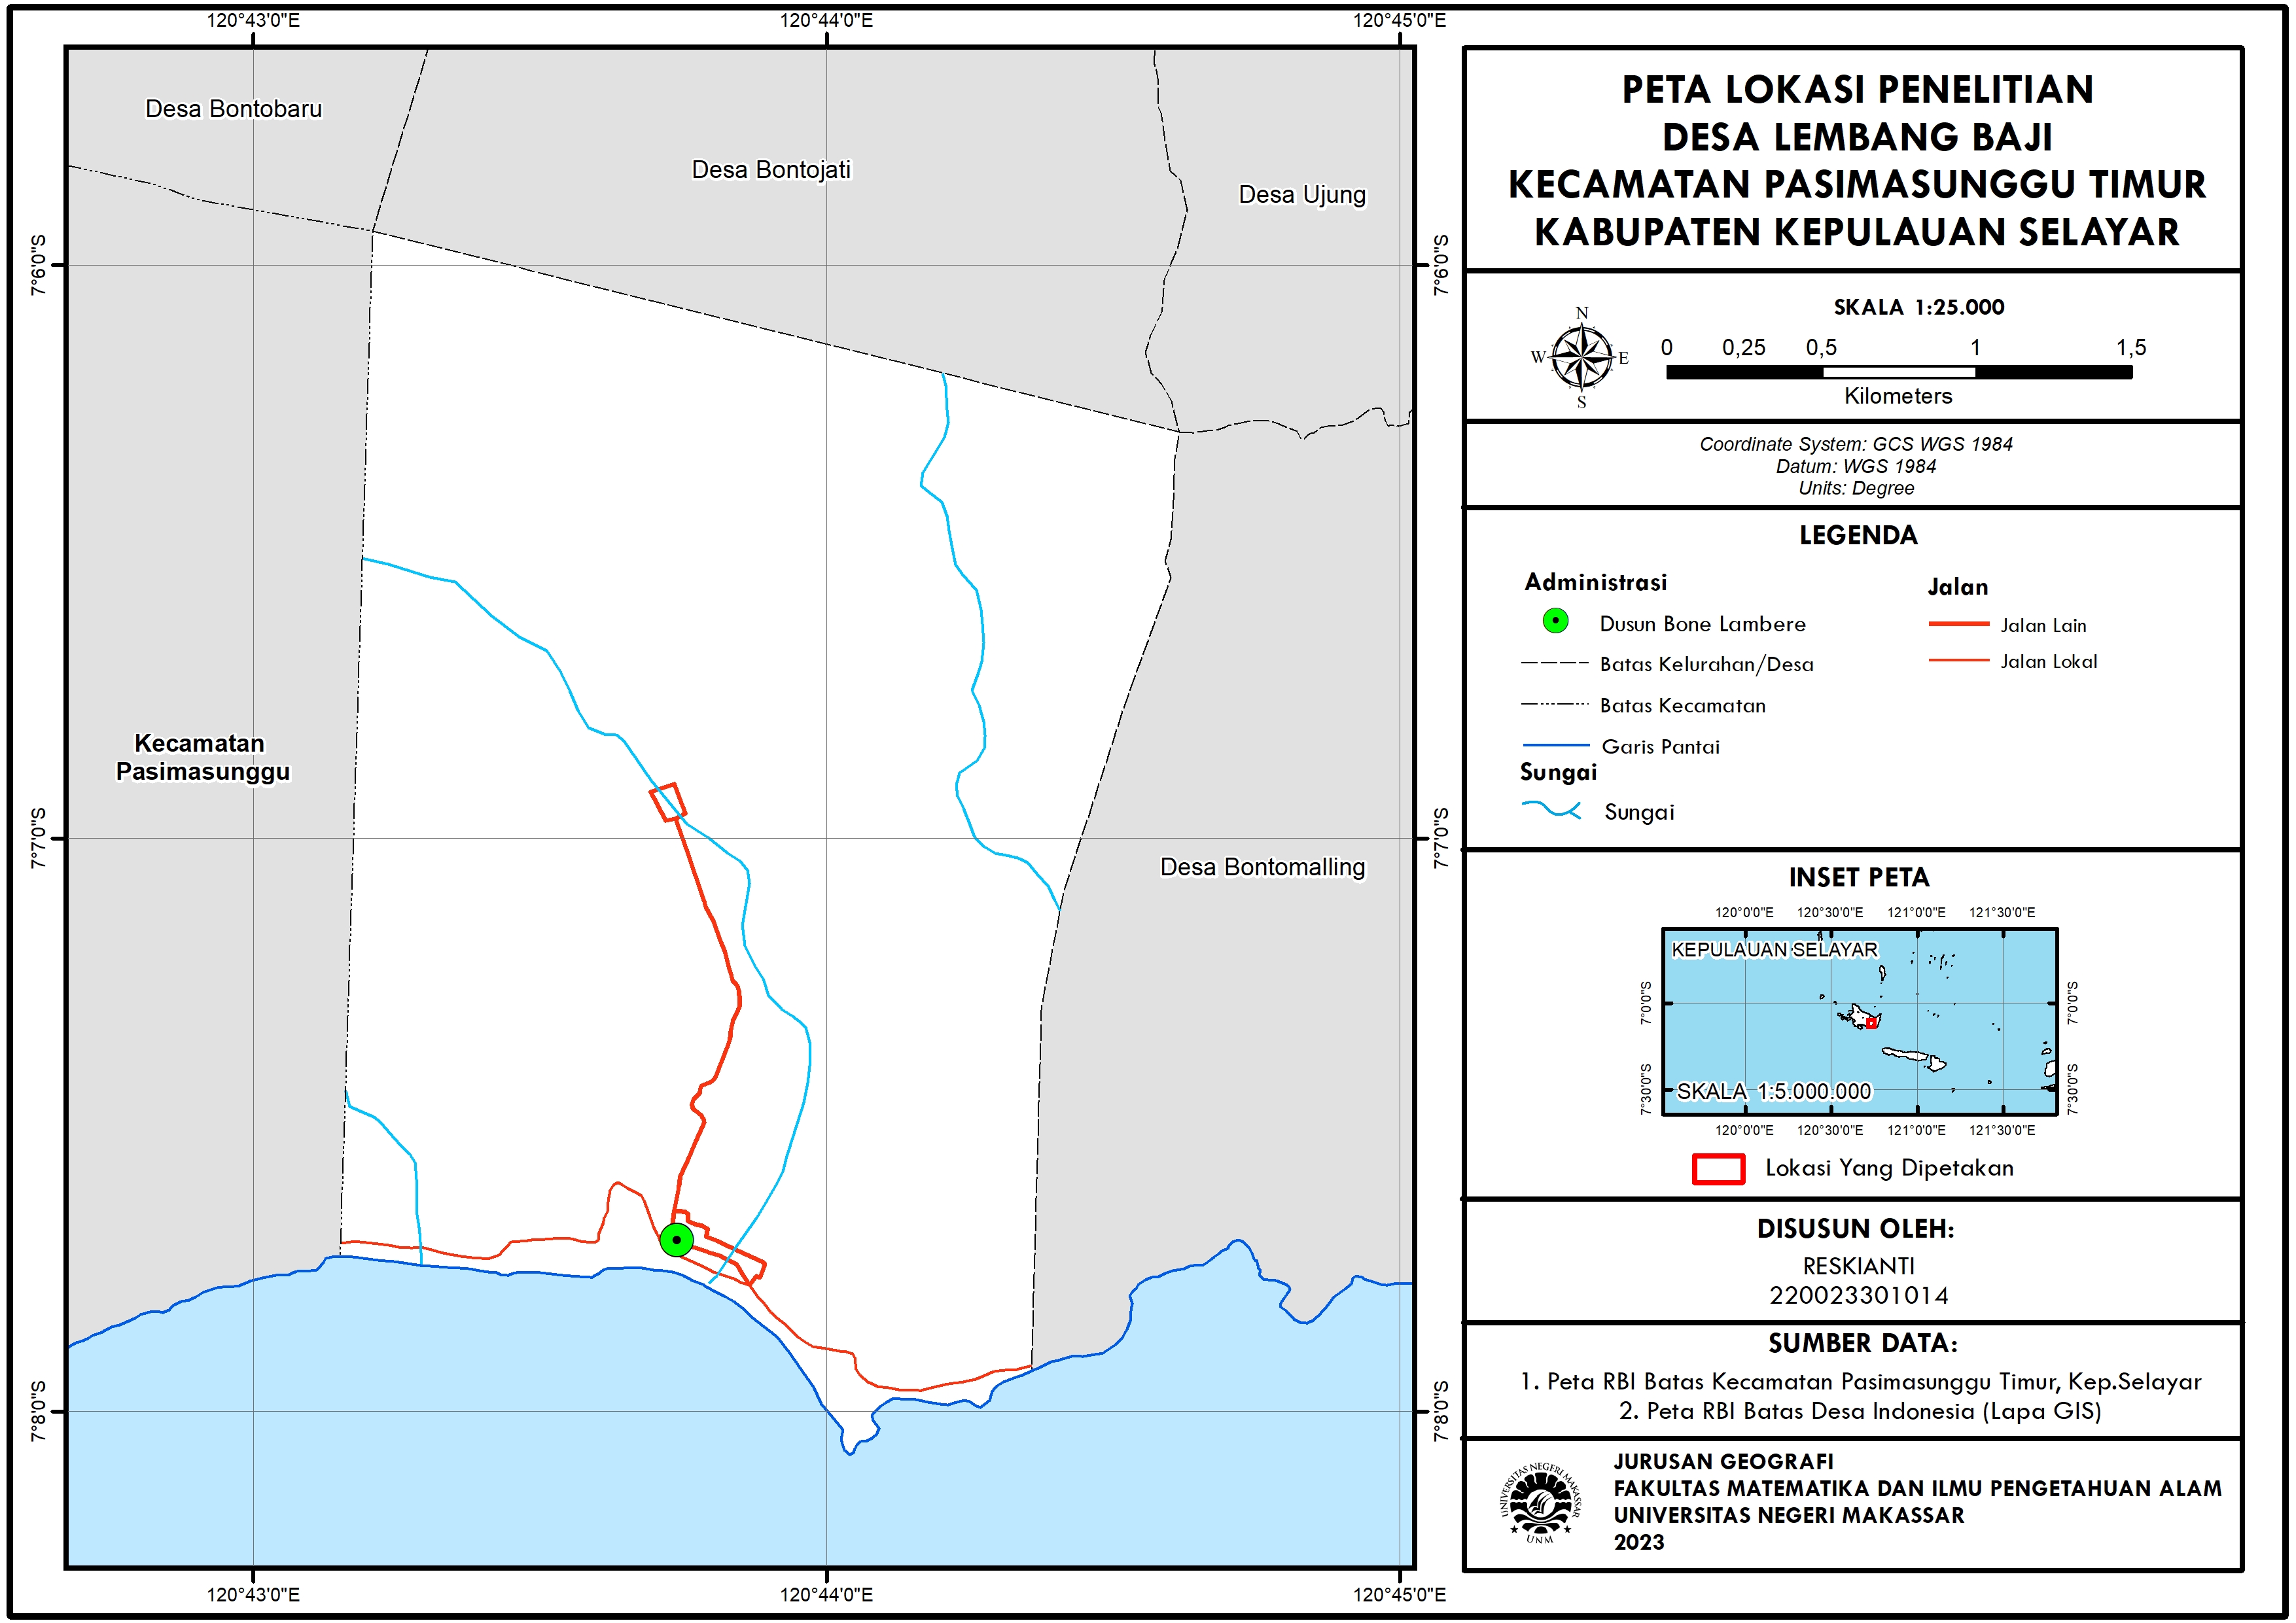 120°43'0"E
120°44'0"E
120°45'0"E
Desa Bontobaru
Desa Bontojati
Desa Ujung
7°6'0"S
7°6'0"S
Kecamatan
Pasimasunggu
7°7'0"S
7°7'0"S
Desa Bontomalling
7°8'0"S
7°8'0"S
120°43'0"E
120°44'0"E
120°45'0"E
PETA LOKASI PENELITIAN
DESA LEMBANG BAJI
KECAMATAN PASIMASUNGGU TIMUR
KABUPATEN KEPULAUAN SELAYAR
N
W
E
S
SKALA 1:25.000
0 0,25 0,5 1 1,5
Kilometers
Coordinate System: GCS WGS 1984
Datum: WGS 1984
Units: Degree
LEGENDA
Administrasi
Dusun Bone Lambere
Batas Kelurahan/Desa
Batas Kecamatan
Garis Pantai
Sungai
Sungai
Jalan
Jalan Lain
Jalan Lokal
INSET PETA
120°0'0"E 120°30'0"E 121°0'0"E 121°30'0"E
KEPULAUAN SELAYAR
7°0'0"S
7°0'0"S
7°30'0"S
7°30'0"S
SKALA 1:5.000.000
120°0'0"E 120°30'0"E 121°0'0"E 121°30'0"E
Lokasi Yang Dipetakan
DISUSUN OLEH:
RESKIANTI
220023301014
SUMBER DATA:
1. Peta RBI Batas Kecamatan Pasimasunggu Timur, Kep.Selayar
2. Peta RBI Batas Desa Indonesia (Lapa GIS)
UNIVERSITAS NEGERI MAKASSAR
UNM
JURUSAN GEOGRAFI
FAKULTAS MATEMATIKA DAN ILMU PENGETAHUAN ALAM
UNIVERSITAS NEGERI MAKASSAR
2023